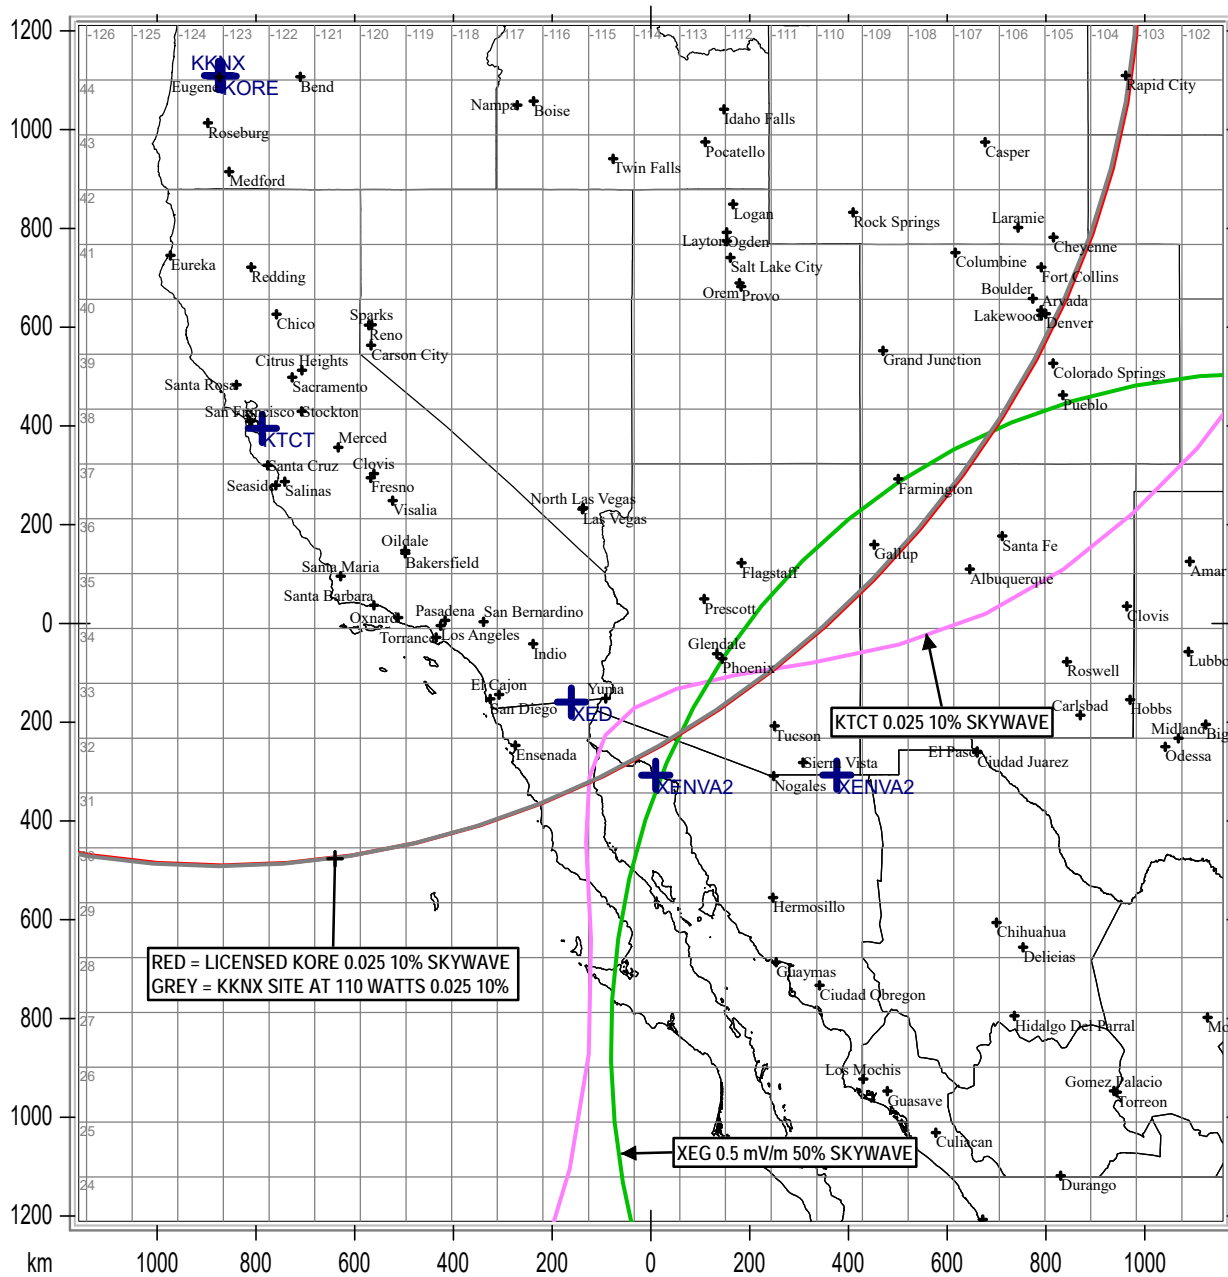 1200
1000
800
600
400
200
0
200
400
600
800
1000
1200
km
1000
800
600
400
200
0
200
400
600
800
1000
-126 -125 -124 -123 -122 -121 -120 -119 -118 -117 -116 -115 -114 -113 -112 -111 -110 -109 -108 -107 -106 -105 -104 -103 -102
44
43
42
41
40
39
38
37
36
35
34
33
32
31
30
29
28
27
26
25
24
KKNX
Eugene
KORE
Bend
Nampa
Boise
Idaho Falls
Rapid City
Roseburg
Pocatello
Casper
Medford
Twin Falls
Logan
Rock Springs
Laramie
Cheyenne
Layton
Ogden
Eureka
Redding
Salt Lake City
Columbine
Fort Collins
Orem
Provo
Boulder
Arvada
Lakewood
Denver
Chico
Sparks
Reno
Carson City
Grand Junction
Citrus Heights
Colorado Springs
Santa Rosa
Sacramento
Pueblo
San Francisco
Stockton
KTCT
Merced
Santa Cruz
Clovis
Fresno
Farmington
Seaside
Salinas
Visalia
North Las Vegas
Las Vegas
Santa Fe
Oildale
Bakersfield
Gallup
Santa Maria
Flagstaff
Albuquerque
Amar
Santa Barbara
Prescott
Clovis
Oxnard
Pasadena
San Bernardino
Torrance
Los Angeles
Indio
Glendale
Phoenix
Roswell
Lubbo
El Cajon
San Diego
Yuma
XED
Carlsbad
Hobbs
KTCT 0.025 10% SKYWAVE
Tucson
Midland
Big
Ensenada
Sierra Vista
El Paso
Ciudad Juarez
Odessa
XENVA2
Nogales
XENVA2
Hermosillo
Chihuahua
Delicias
RED = LICENSED KORE 0.025 10% SKYWAVE
GREY = KKNX SITE AT 110 WATTS 0.025 10%
Guaymas
Ciudad Obregon
Hidalgo Del Parral
Mo
Los Mochis
Guasave
Gomez Palacio
Torreon
Culiacan
XEG 0.5 mV/m 50% SKYWAVE
Durango